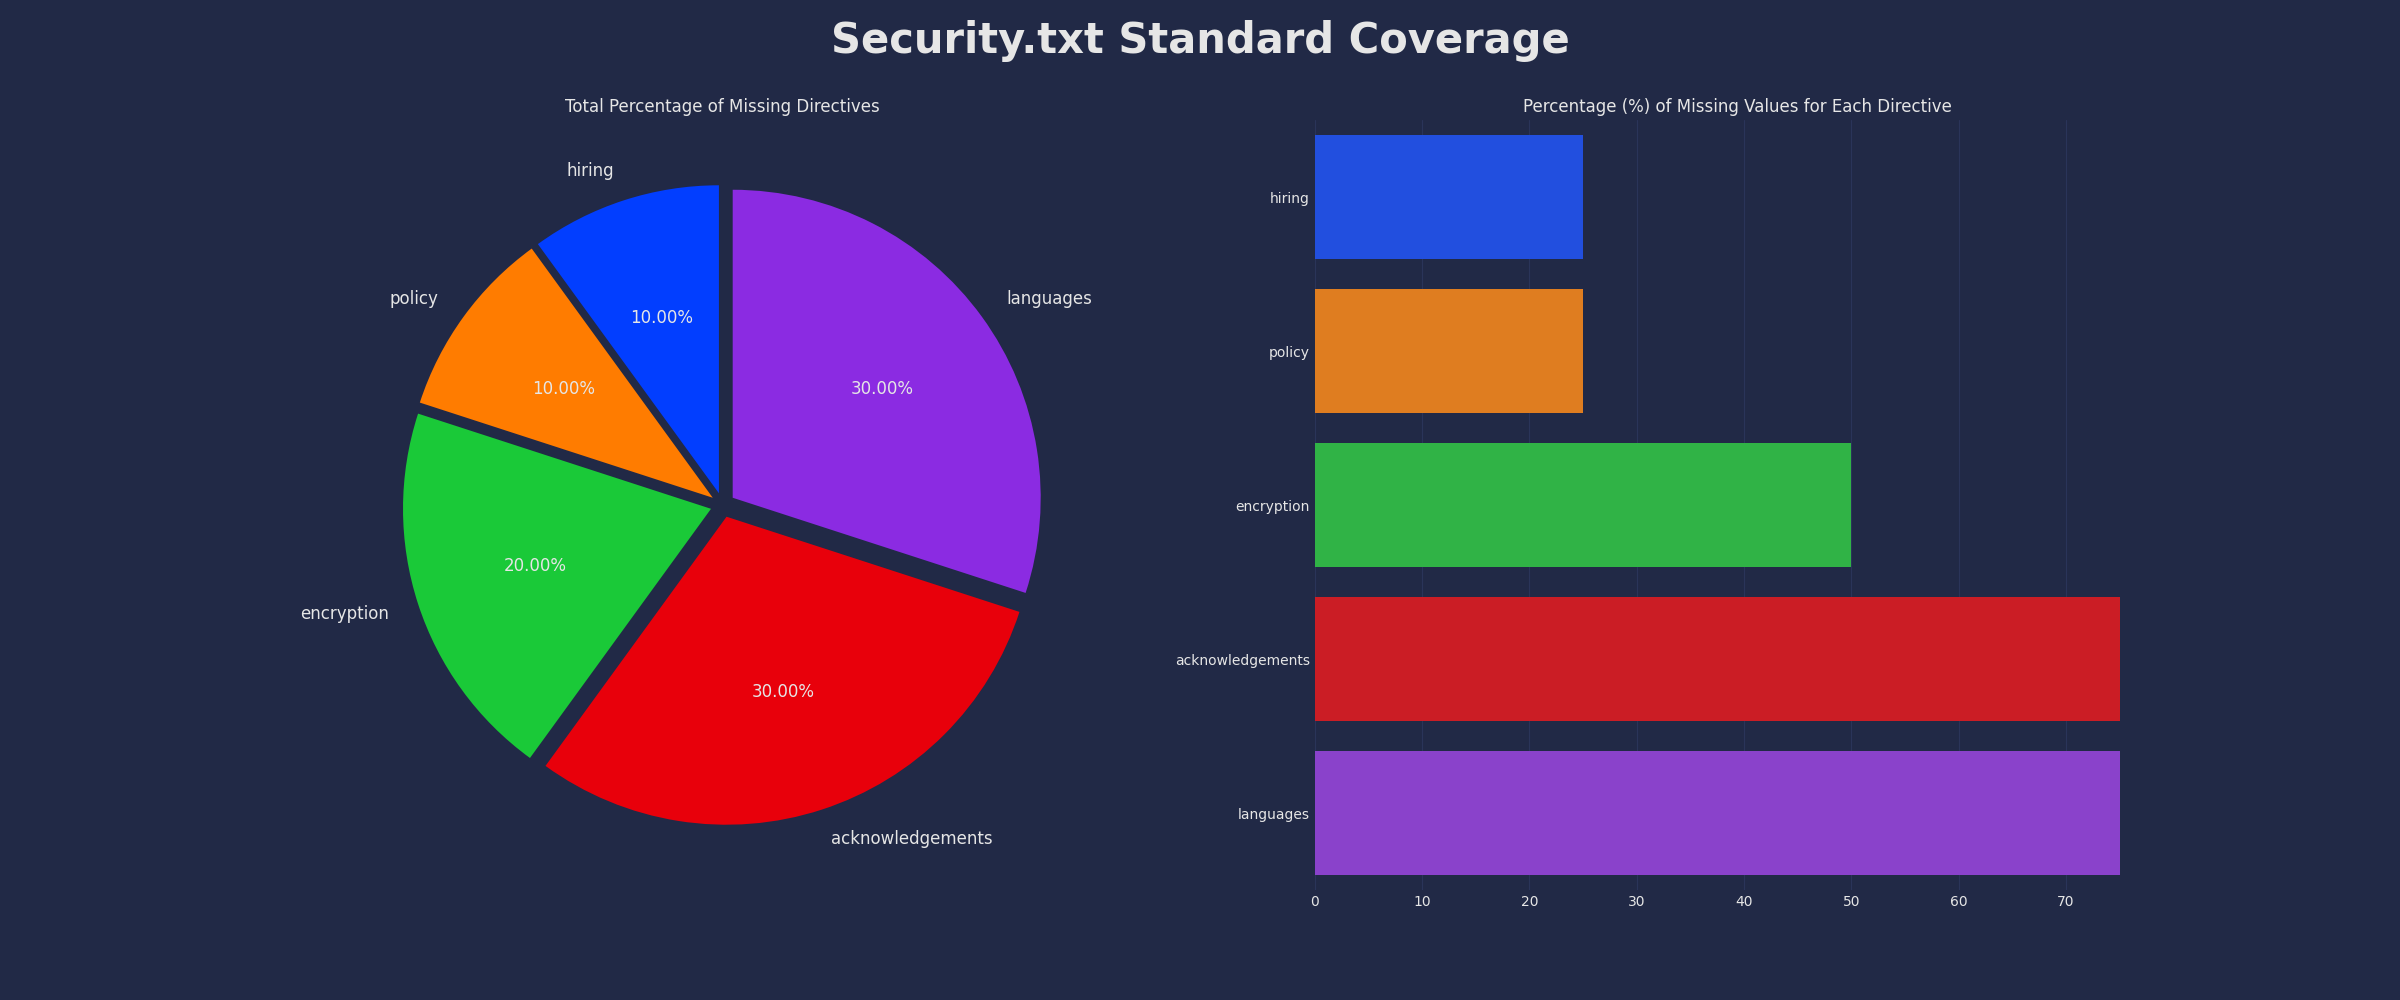 Security.txt Standard Coverage
Total Percentage of Missing Directives
hiring
policy
languages
10.00%
10.00%
30.00%
20.00%
encryption
30.00%
acknowledgements
Percentage (%) of Missing Values for Each Directive
hiring
policy
encryption
acknowledgements
languages
0 10 20 30 40 50 60 70